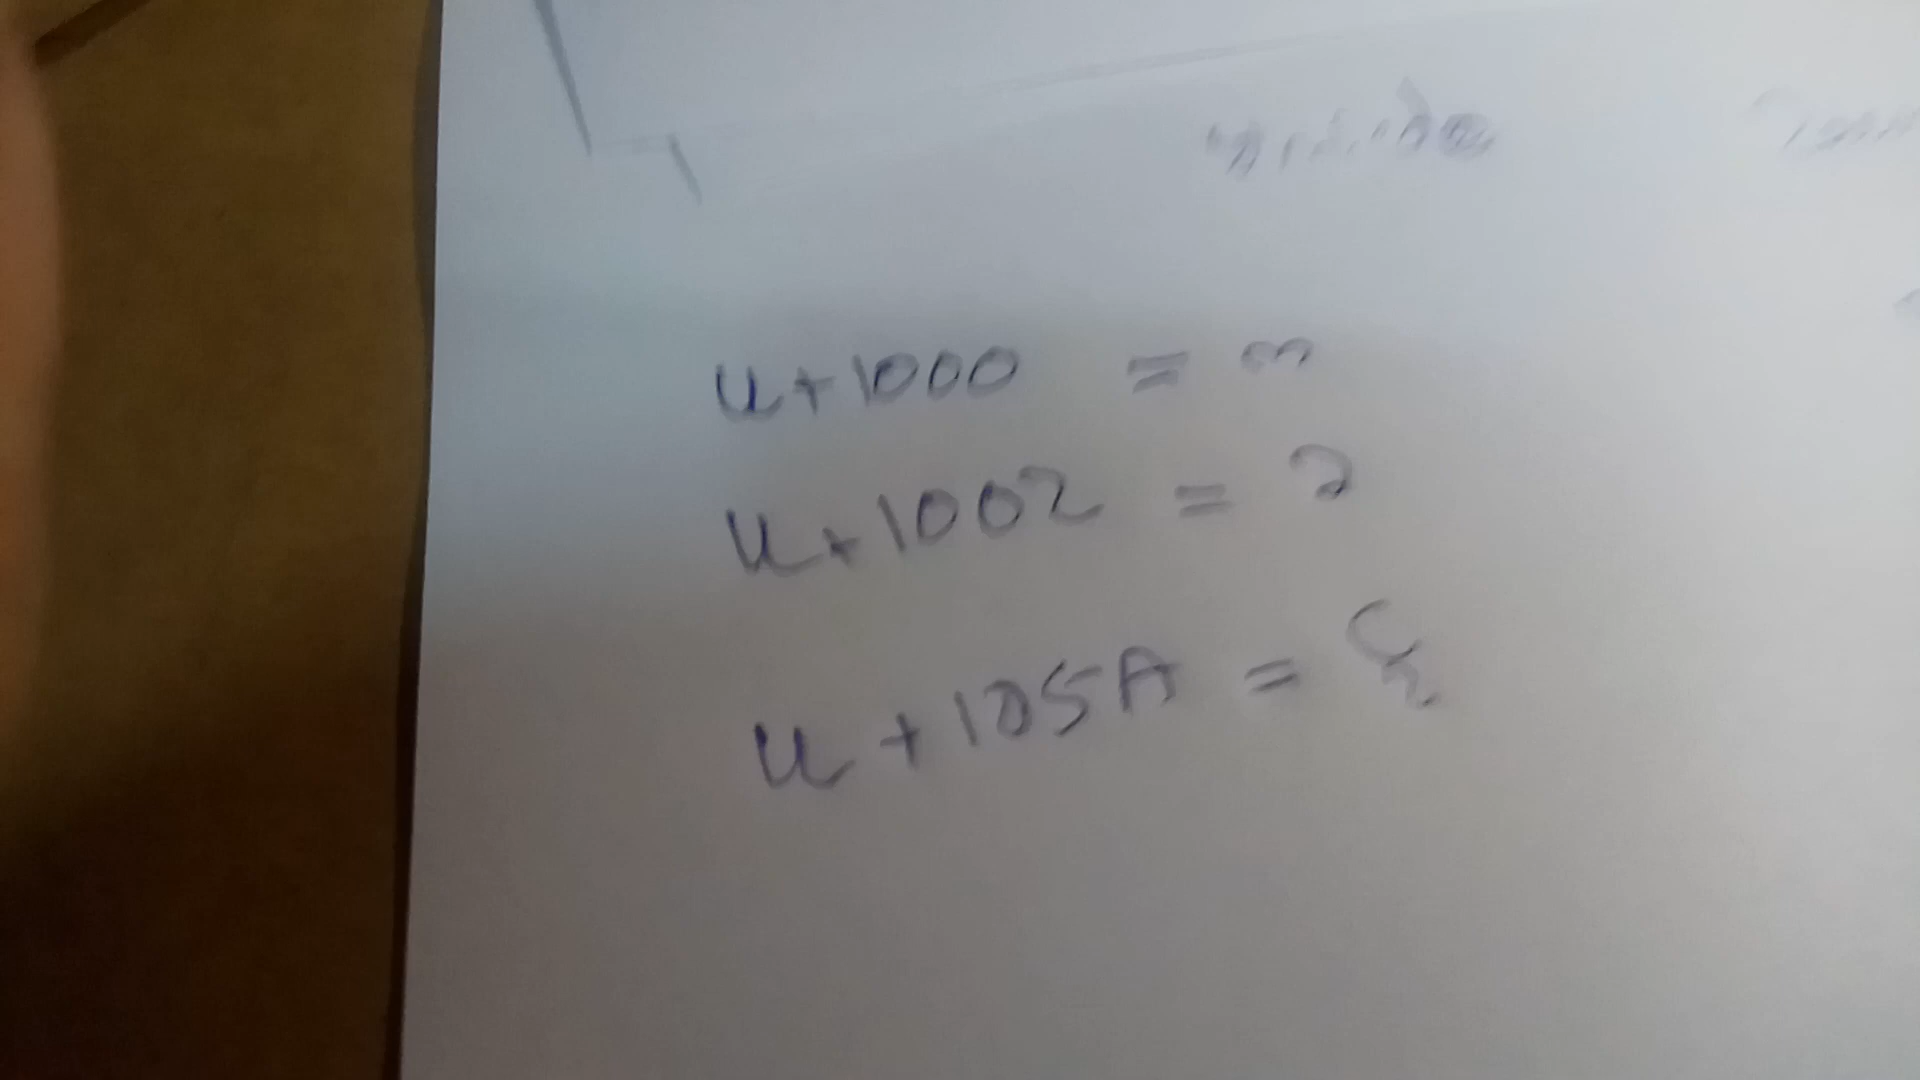 U+1000 = က
U+1002 = ဂ
U+105A = ၚ